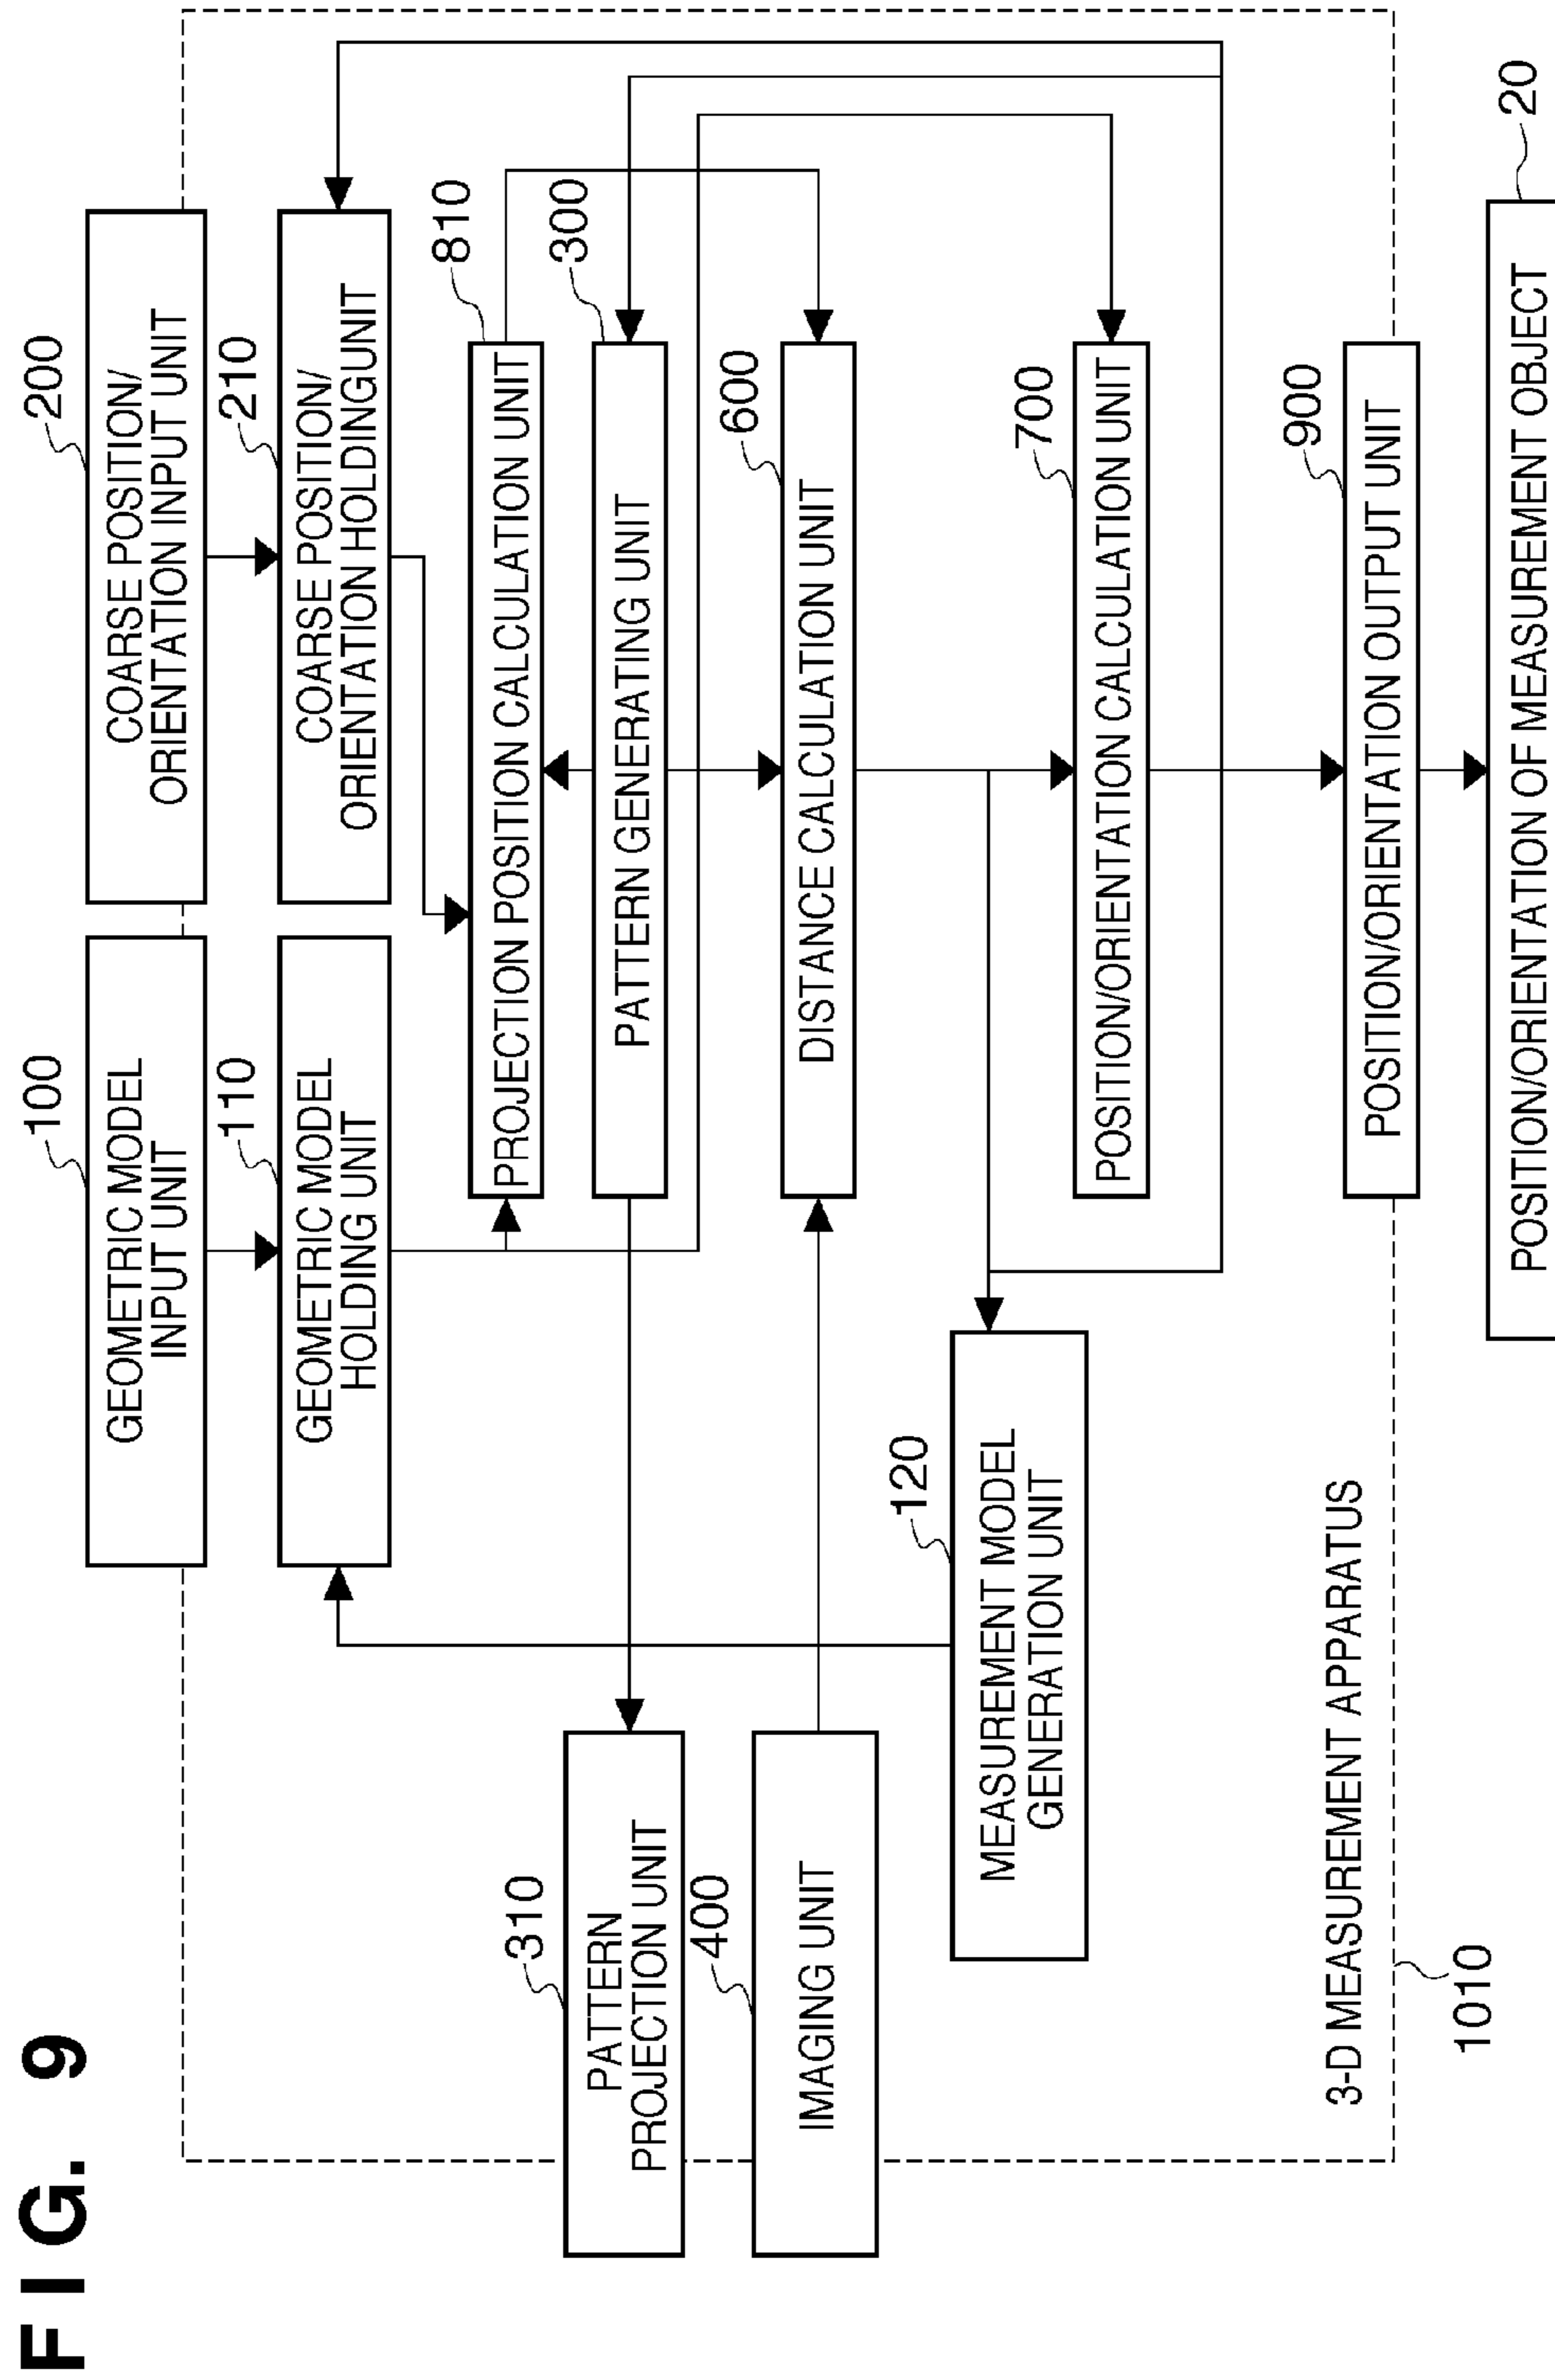 FIG. 9
100
GEOMETRIC MODEL
INPUT UNIT
200
COARSE POSITION/
ORIENTATION INPUT UNIT
110
GEOMETRIC MODEL
HOLDING UNIT
210
COARSE POSITION/
ORIENTATION HOLDINGUNIT
810
PROJECTION POSITION CALCULATION UNIT
310
PATTERN
PROJECTION UNIT
300
PATTERN GENERATING UNIT
400
IMAGING UNIT
600
DISTANCE CALCULATION UNIT
120
MEASUREMENT MODEL
GENERATION UNIT
700
POSITION/ORIENTATION CALCULATION UNIT
3-D MEASUREMENT APPARATUS
1010
900
POSITION/ORIENTATION OUTPUT UNIT
20
POSITION/ORIENTATION OF MEASUREMENT OBJECT